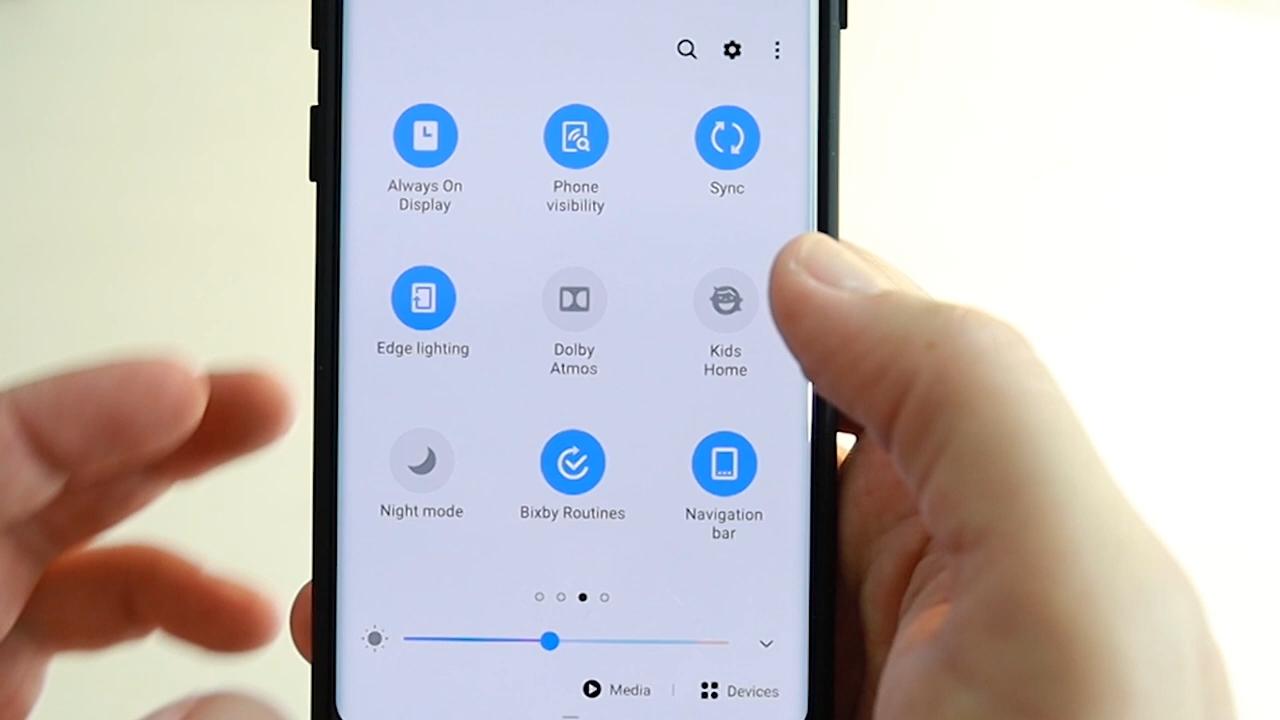 Always On
Display
Phone
visibility
Sync
Edge lighting
Dolby
Atmos
Kids
Home
Night mode
Bixby Routines
Navigation
bar
Media
Devices